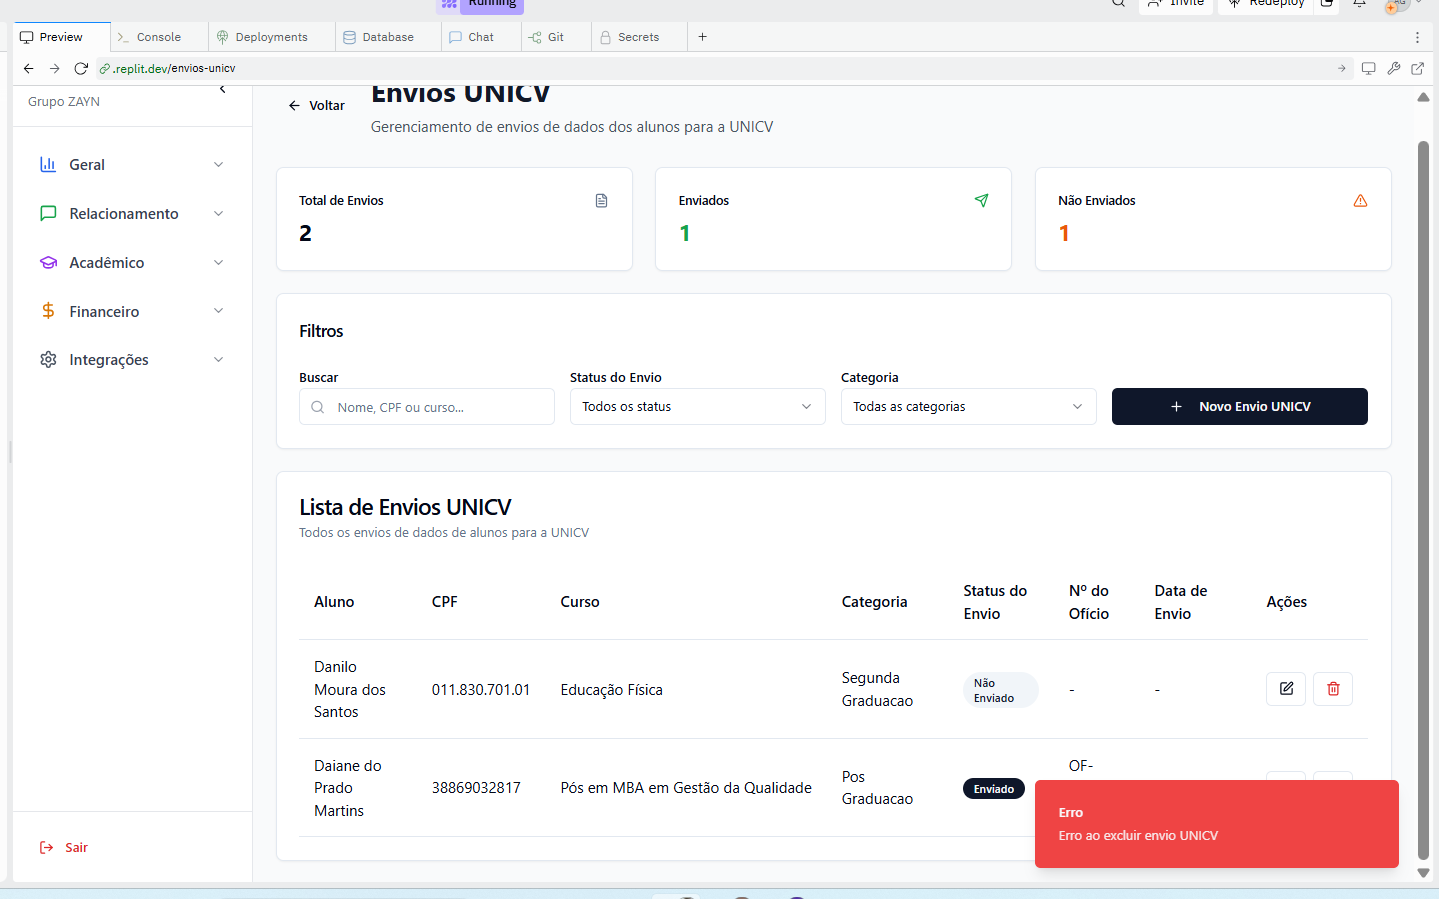 Running
Invite
Redeploy
AG
Preview
Console
Deployments
Database
Chat
Git
Secrets
.replit.dev/envios-unicv
Grupo ZAYN
Geral
Relacionamento
Acadêmico
Financeiro
Integrações
Sair
Voltar
Envios UNICV
Gerenciamento de envios de dados dos alunos para a UNICV
Total de Envios
2
Enviados
1
Não Enviados
1
Filtros
Buscar
Nome, CPF ou curso...
Status do Envio
Todos os status
Categoria
Todas as categorias
Novo Envio UNICV
Lista de Envios UNICV
Todos os envios de dados de alunos para a UNICV
Aluno
CPF
Curso
Categoria
Status do
Envio
Nº do
Ofício
Data de
Envio
Ações
Danilo
Moura dos
Santos
011.830.701.01
Educação Física
Segunda
Graduacao
Não
Enviado
-
-
Daiane do
Prado
Martins
38869032817
Pós em MBA em Gestão da Qualidade
Pos
Graduacao
Enviado
OF-
Erro
Erro ao excluir envio UNICV